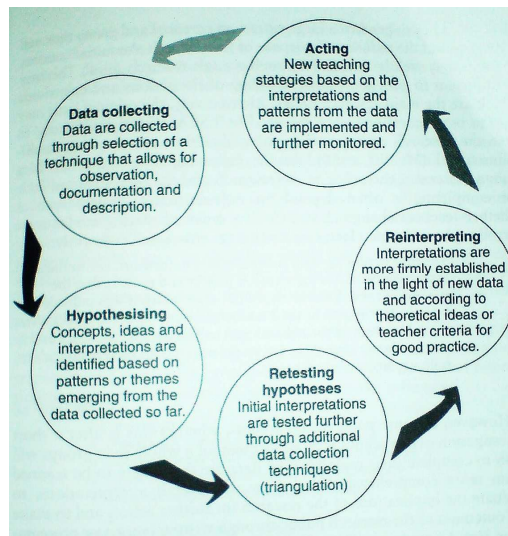 Acting
New teaching
stategies based on the
interpretations and
patterns from the data
are implemented and
further monitored.
Data collecting
Data are collected
through selection of a
technique that allows for
observation,
documentation and
description.
Hypothesising
Concepts, ideas and
interpretations are
identified based on
patterns or themes
emerging from the
data collected so far.
Retesting
hypotheses
Initial interpretations
are tested further
through additional
data collection
techniques
(triangulation)
Reinterpreting
Interpretations are
more firmly established
in the light of new data
and according to
theoretical ideas or
teacher criteria for
good practice.